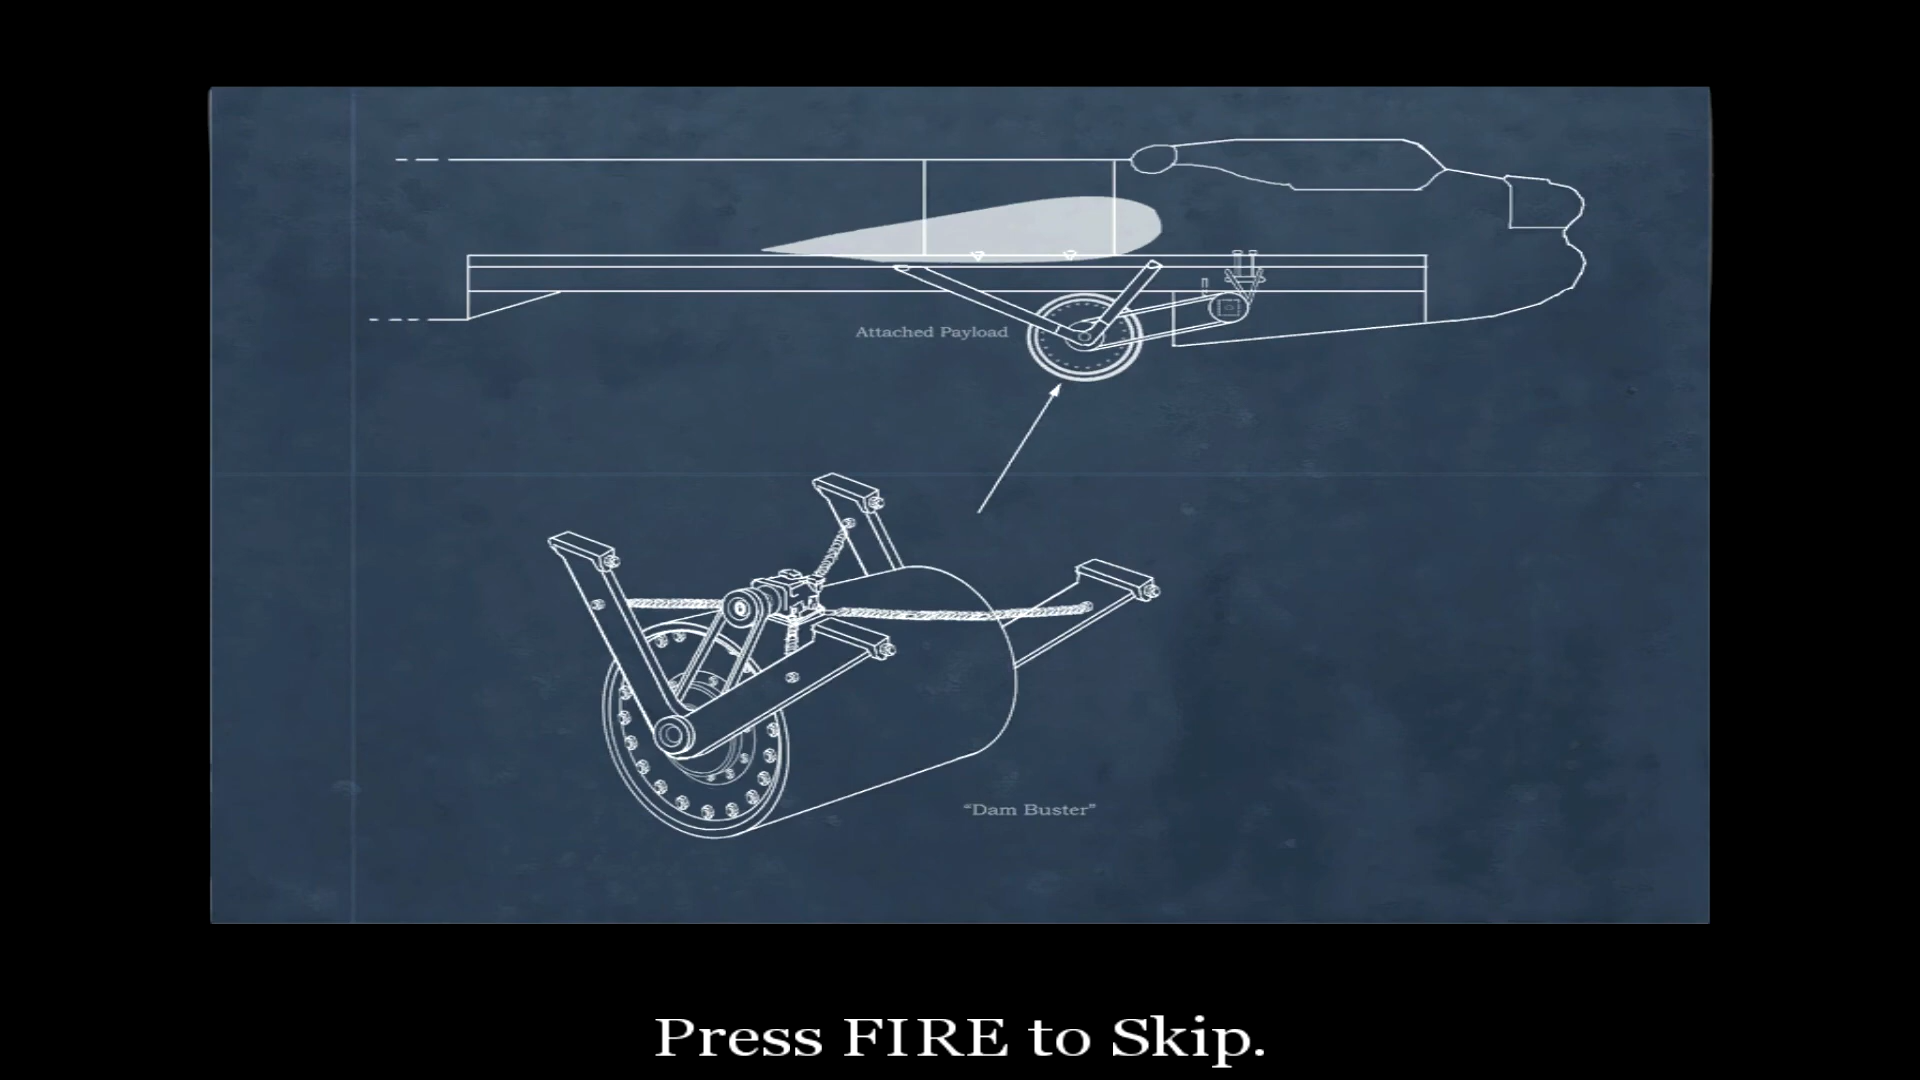 Attached Payload
“Dam Buster”
Press FIRE to Skip.